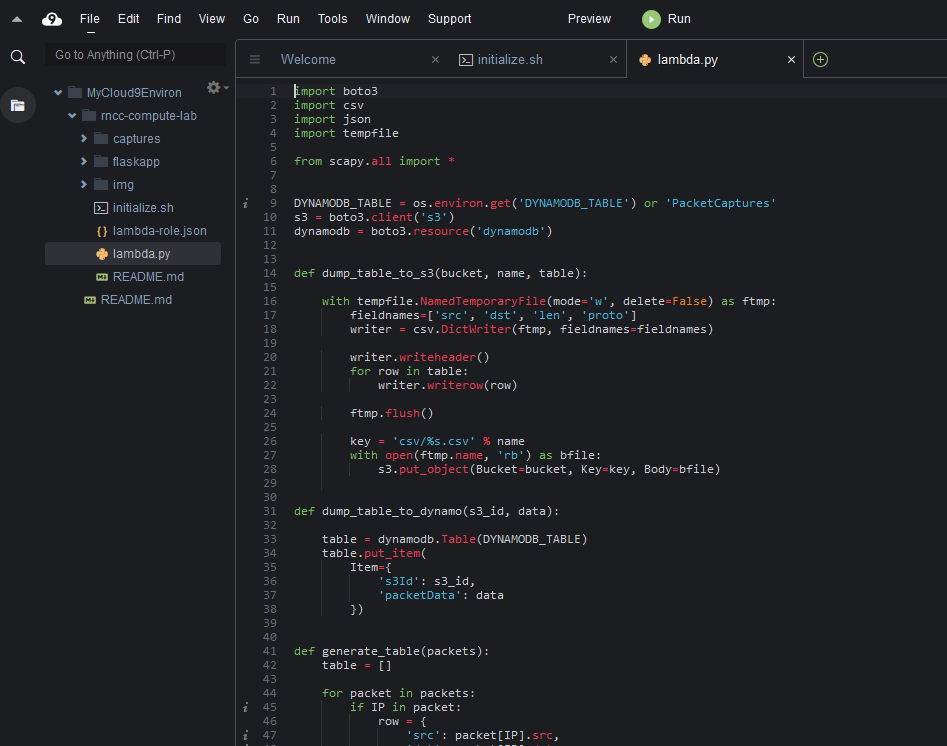 9 File Edit Find View Go Run Tools Window Support Preview Run
Go to Anything (Ctrl-P)
MyCloud9Environ
rncc-compute-lab
captures
flaskapp
img
initialize.sh
{} lambda-role.json
lambda.py
README.md
README.md
Welcome × initialize.sh × lambda.py ×
1 import boto3
2 import csv
3 import json
4 import tempfile
5
6 from scapy.all import *
7
8
9 DYNAMODB_TABLE = os.environ.get('DYNAMODB_TABLE') or 'PacketCaptures'
10 s3 = boto3.client('s3')
11 dynamodb = boto3.resource('dynamodb')
12
13
14 def dump_table_to_s3(bucket, name, table):
15
16     with tempfile.NamedTemporaryFile(mode='w', delete=False) as ftmp:
17         fieldnames=['src', 'dst', 'len', 'proto']
18         writer = csv.DictWriter(ftmp, fieldnames=fieldnames)
19
20         writer.writeheader()
21         for row in table:
22             writer.writerow(row)
23
24         ftmp.flush()
25
26         key = 'csv/%s.csv' % name
27         with open(ftmp.name, 'rb') as bfile:
28             s3.put_object(Bucket=bucket, Key=key, Body=bfile)
29
30
31 def dump_table_to_dynamo(s3_id, data):
32
33     table = dynamodb.Table(DYNAMODB_TABLE)
34     table.put_item(
35         Item={
36             's3Id': s3_id,
37             'packetData': data
38         })
39
40
41 def generate_table(packets):
42     table = []
43
44     for packet in packets:
45         if IP in packet:
46             row = {
47                 'src': packet[IP].src,